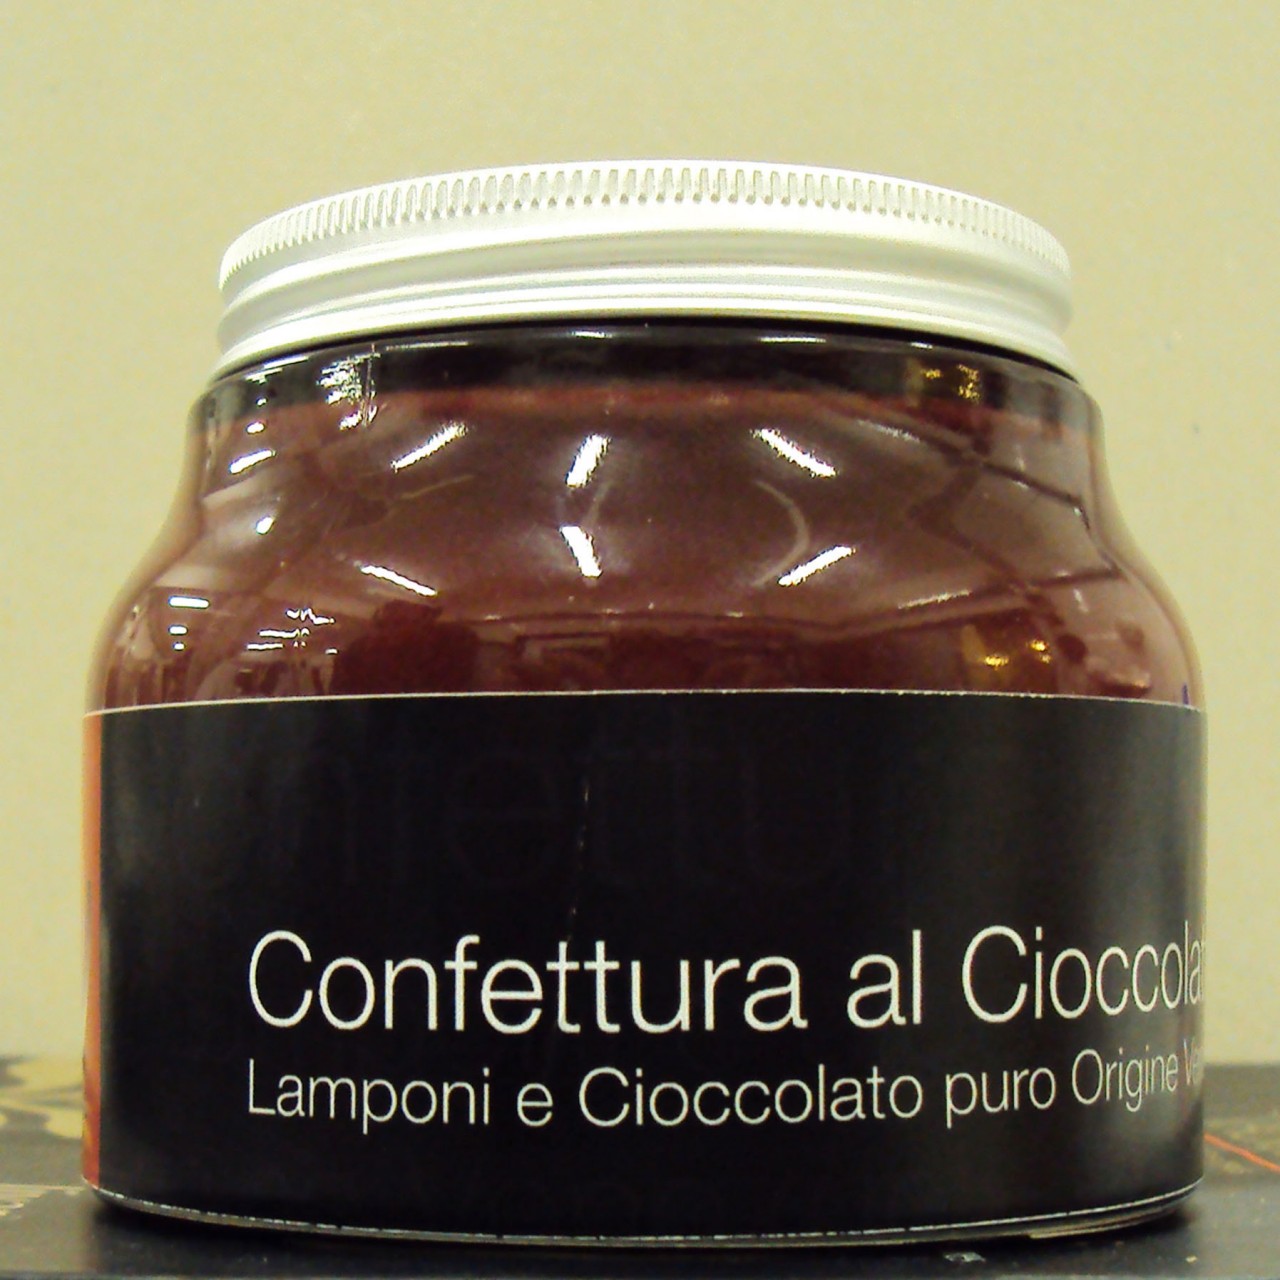 Confettura al Cioccola
Lamponi e Cioccolato puro Origine Ve